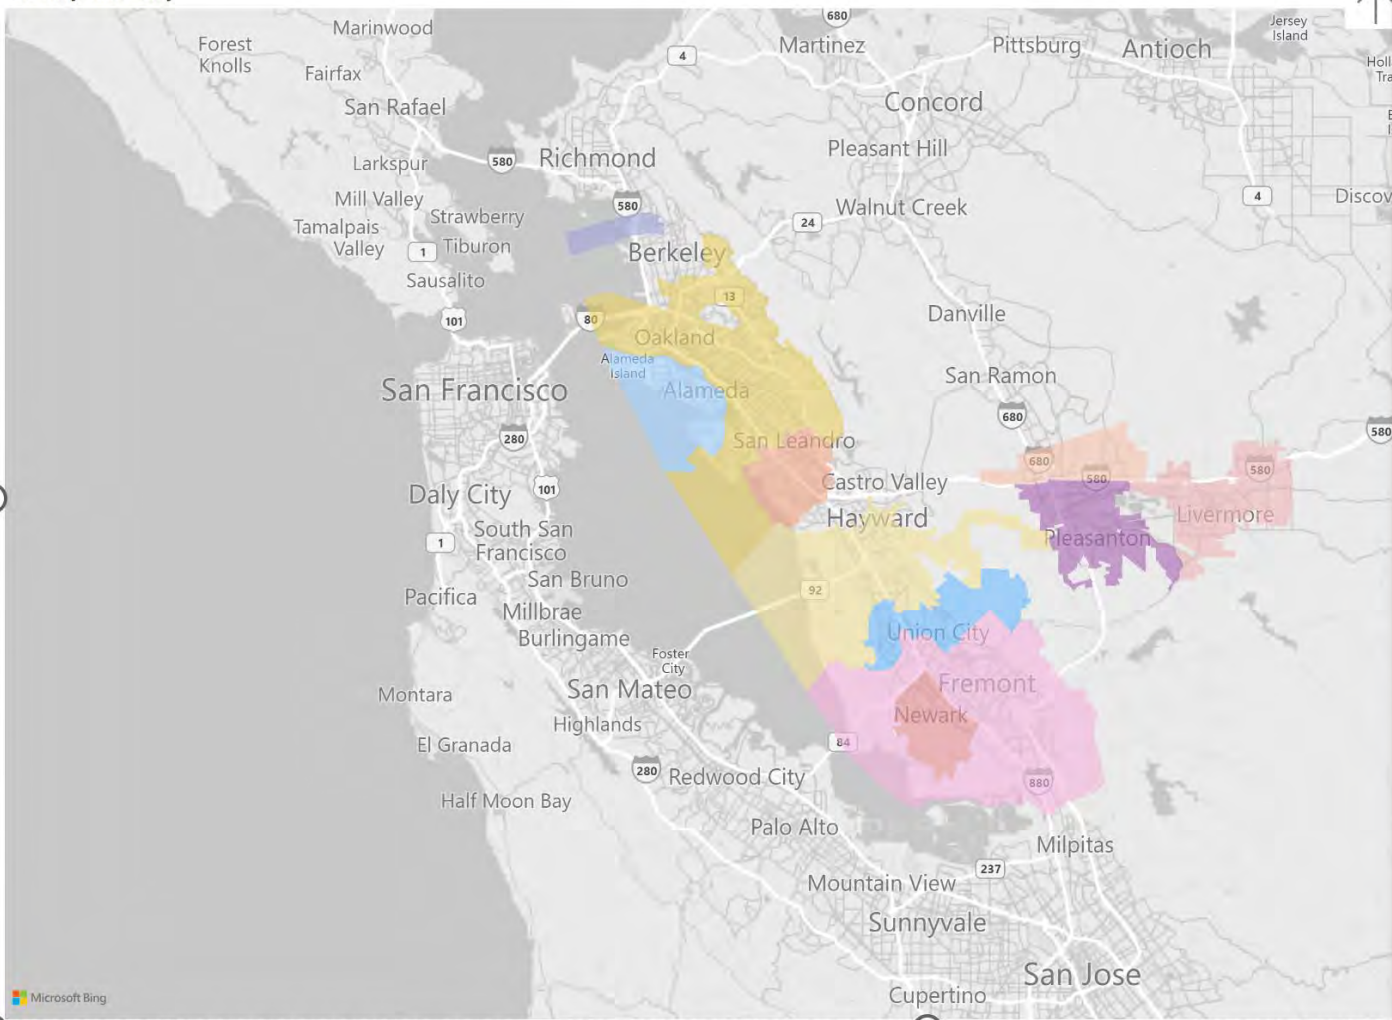 680
Jersey
Island
Marinwood
Forest
Knolls
Martinez
Pittsburg
Antioch
4
Fairfax
San Rafael
Concord
Larkspur
580
Richmond
Pleasant Hill
Mill Valley
580
4
Strawberry
24
Walnut Creek
Tamalpais
Valley
1
Tiburon
Berkeley
Sausalito
13
101
80
Danville
Oakland
Alameda
Island
San Francisco
Alameda
San Ramon
680
280
San Leandro
580
680
580
580
Daly City
101
Castro Valley
Hayward
Livermore
South San
Francisco
1
Pleasanton
San Bruno
92
Pacifica
Millbrae
Burlingame
Union City
Foster
City
San Mateo
Fremont
Montara
Highlands
Newark
El Granada
84
280
Redwood City
880
Half Moon Bay
Palo Alto
Milpitas
237
Mountain View
Sunnyvale
San Jose
Cupertino
Microsoft Bing